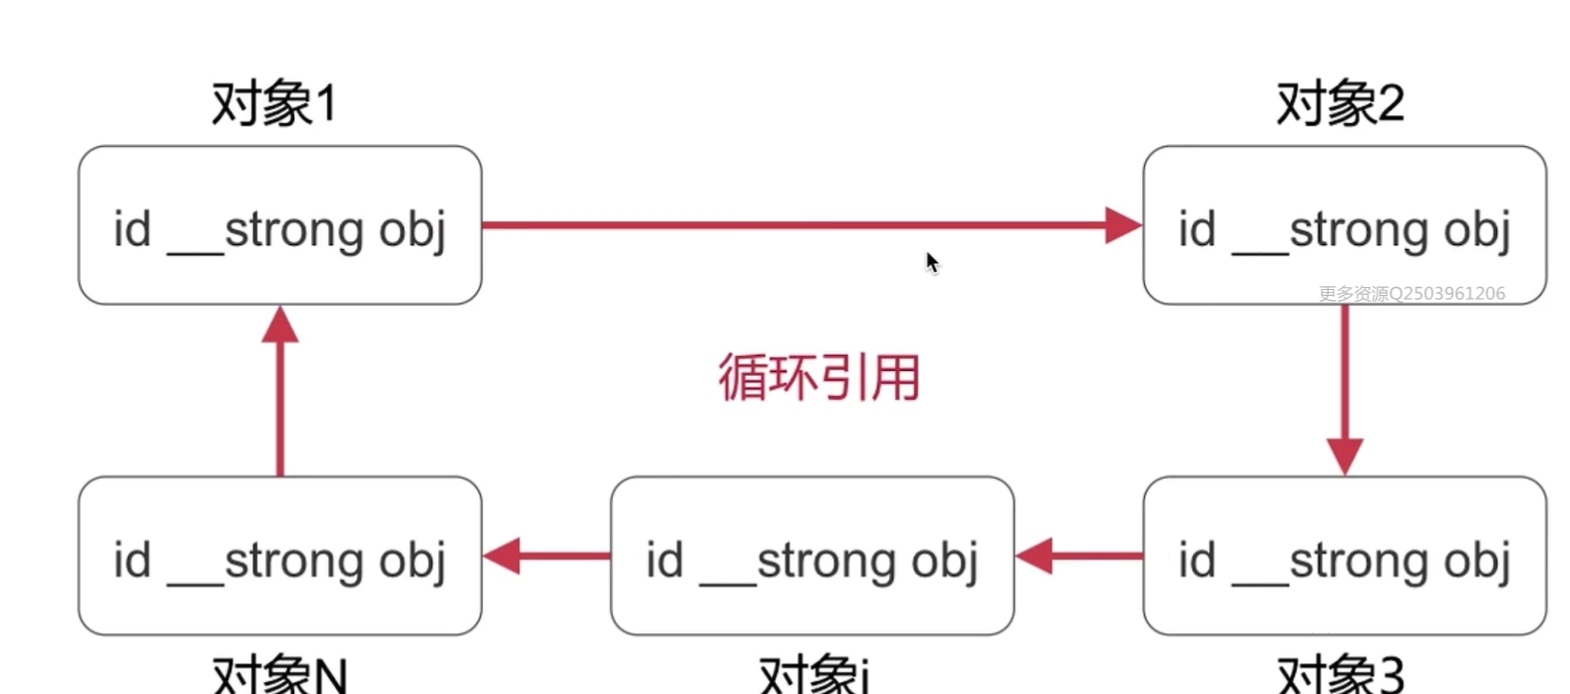 对象1
对象2
id __strong obj
id __strong obj
更多资源Q2503961206
循环引用
id __strong obj
id __strong obj
id __strong obj
对象N
对象i
对象3